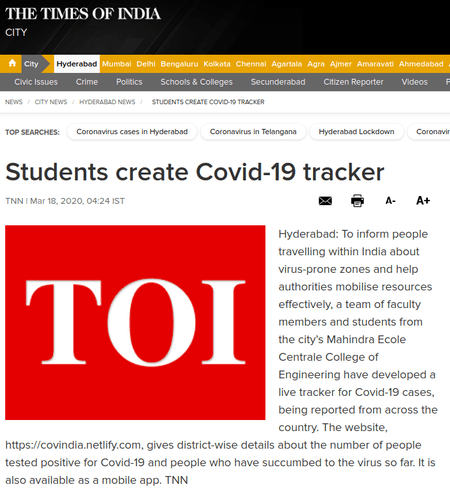 THE TIMES OF INDIA
CITY
City Hyderabad Mumbai Delhi Bengaluru Kolkata Chennai Agartala Agra Ajmer Amaravati Ahmedabad
Civic Issues Crime Politics Schools & Colleges Secunderabad Citizen Reporter Videos P
NEWS / CITY NEWS / HYDERABAD NEWS / STUDENTS CREATE COVID-19 TRACKER
TOP SEARCHES: Coronavirus cases in Hyderabad Coronavirus in Telangana Hyderabad Lockdown Coronavir
Students create Covid-19 tracker
TNN | Mar 18, 2020, 04:24 IST A- A+
TOI
Hyderabad: To inform people
travelling within India about
virus-prone zones and help
authorities mobilise resources
effectively, a team of faculty
members and students from
the city's Mahindra Ecole
Centrale College of
Engineering have developed a
live tracker for Covid-19 cases,
being reported from across the
country. The website,
https://covindia.netlify.com, gives district-wise details about the number of people
tested positive for Covid-19 and people who have succumbed to the virus so far. It is
also available as a mobile app. TNN